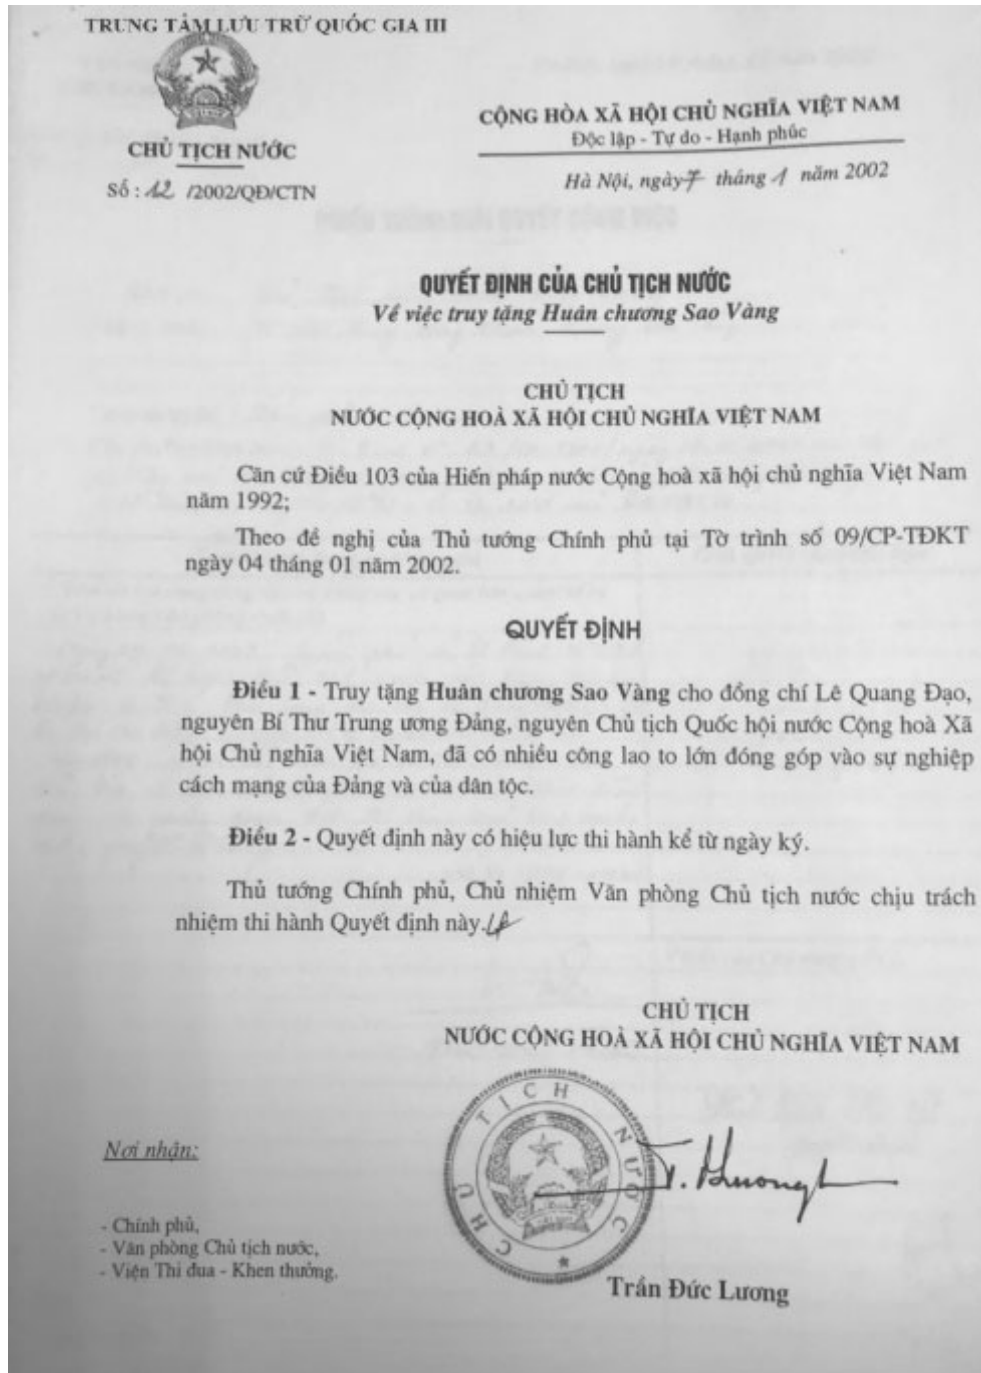 TRUNG TÂM LƯU TRỮ QUỐC GIA III
CHỦ TỊCH NƯỚC
Số : 12 /2002/QĐ/CTN
CỘNG HÒA XÃ HỘI CHỦ NGHĨA VIỆT NAM
Độc lập - Tự do - Hạnh phúc
Hà Nội, ngày 7 tháng 1 năm 2002
QUYẾT ĐỊNH CỦA CHỦ TỊCH NƯỚC
Về việc truy tặng Huân chương Sao Vàng
CHỦ TỊCH
NƯỚC CỘNG HOÀ XÃ HỘI CHỦ NGHĨA VIỆT NAM
Căn cứ Điều 103 của Hiến pháp nước Cộng hoà xã hội chủ nghĩa Việt Nam
năm 1992;
Theo đề nghị của Thủ tướng Chính phủ tại Tờ trình số 09/CP-TĐKT
ngày 04 tháng 01 năm 2002.
QUYẾT ĐỊNH
Điều 1 - Truy tặng Huân chương Sao Vàng cho đồng chí Lê Quang Đạo,
nguyên Bí Thư Trung ương Đảng, nguyên Chủ tịch Quốc hội nước Cộng hoà Xã
hội Chủ nghĩa Việt Nam, đã có nhiều công lao to lớn đóng góp vào sự nghiệp
cách mạng của Đảng và của dân tộc.
Điều 2 - Quyết định này có hiệu lực thi hành kể từ ngày ký.
Thủ tướng Chính phủ, Chủ nhiệm Văn phòng Chủ tịch nước chịu trách
nhiệm thi hành Quyết định này.
CHỦ TỊCH
NƯỚC CỘNG HOÀ XÃ HỘI CHỦ NGHĨA VIỆT NAM
CHỦ TỊCH NƯỚC
Trần Đức Lương
Nơi nhận:
- Chính phủ,
- Văn phòng Chủ tịch nước,
- Viện Thi đua - Khen thưởng.